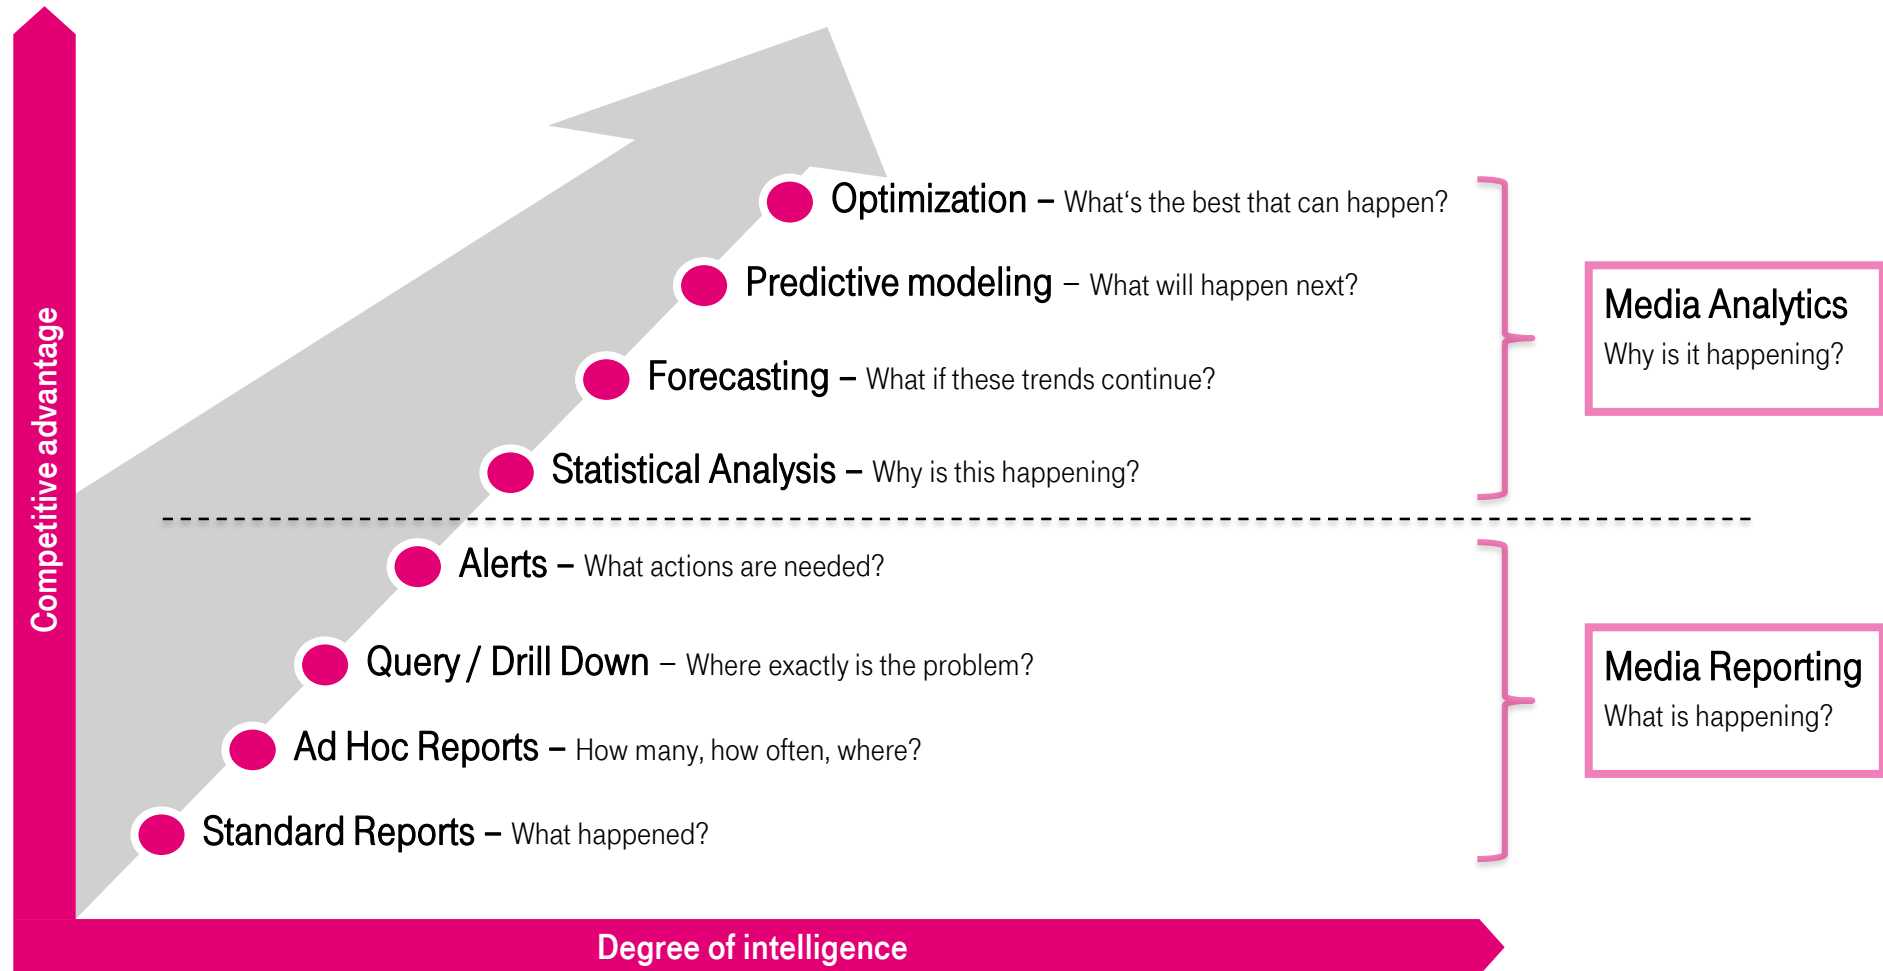 Competitive advantage
Optimization – What‘s the best that can happen?
Predictive modeling – What will happen next?
Forecasting – What if these trends continue?
Statistical Analysis – Why is this happening?
Media Analytics
Why is it happening?
Alerts – What actions are needed?
Query / Drill Down – Where exactly is the problem?
Ad Hoc Reports – How many, how often, where?
Standard Reports – What happened?
Media Reporting
What is happening?
Degree of intelligence